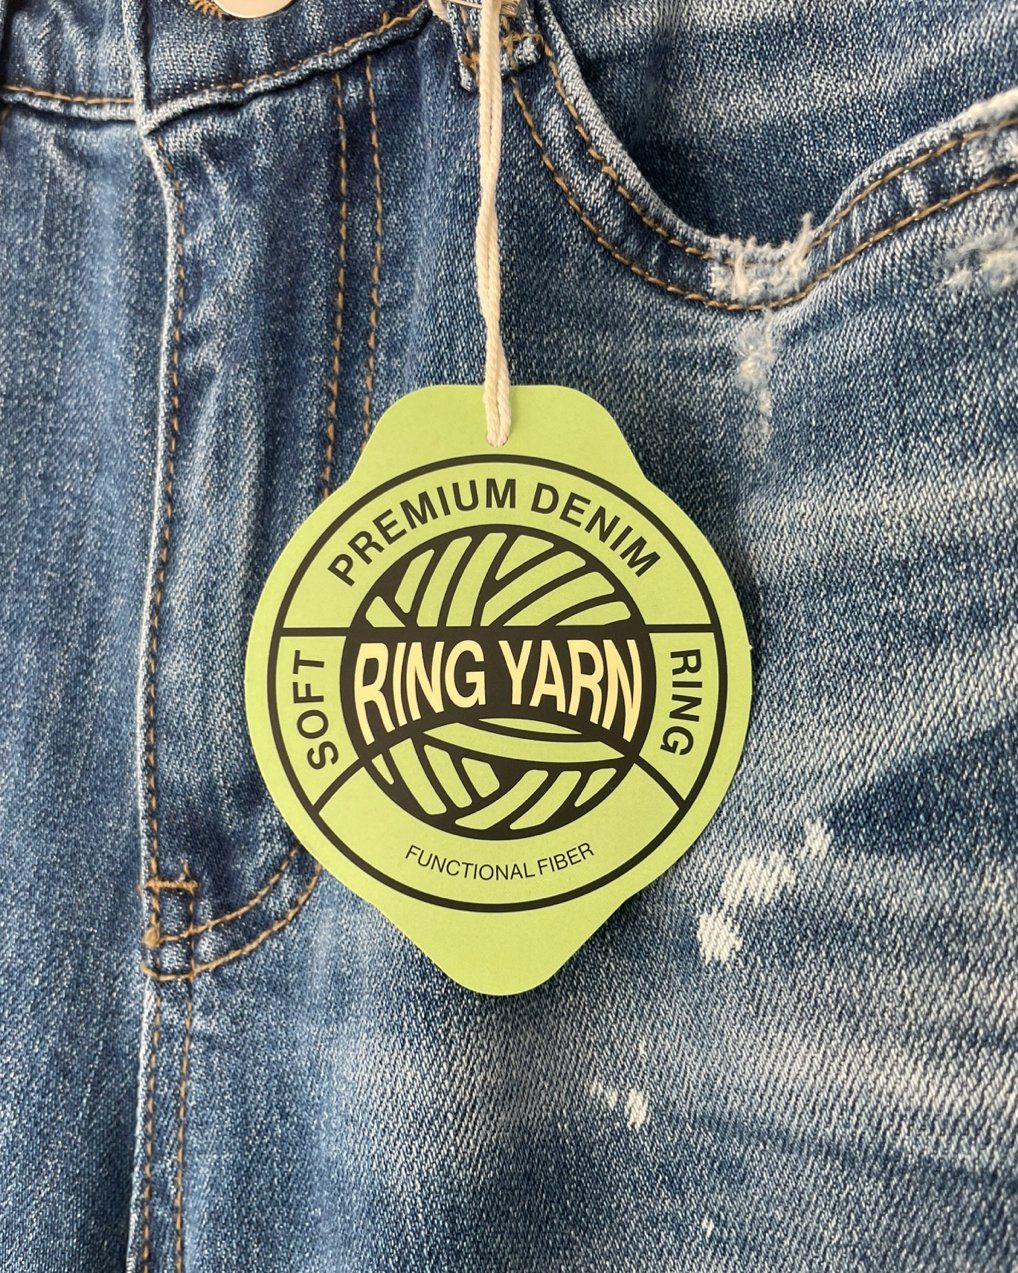 PREMIUM DENIM
SOFT
RING YARN
RING
FUNCTIONAL FIBER